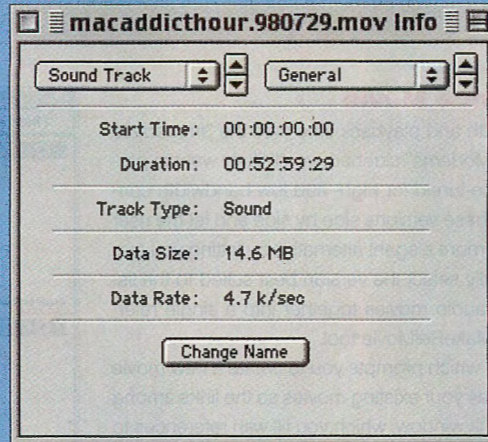 macaddicthour.980729.mov Info
Sound Track
General
Start Time: 00:00:00:00
Duration: 00:52:59:29
Track Type: Sound
Data Size: 14.6 MB
Data Rate: 4.7 k/sec
Change Name